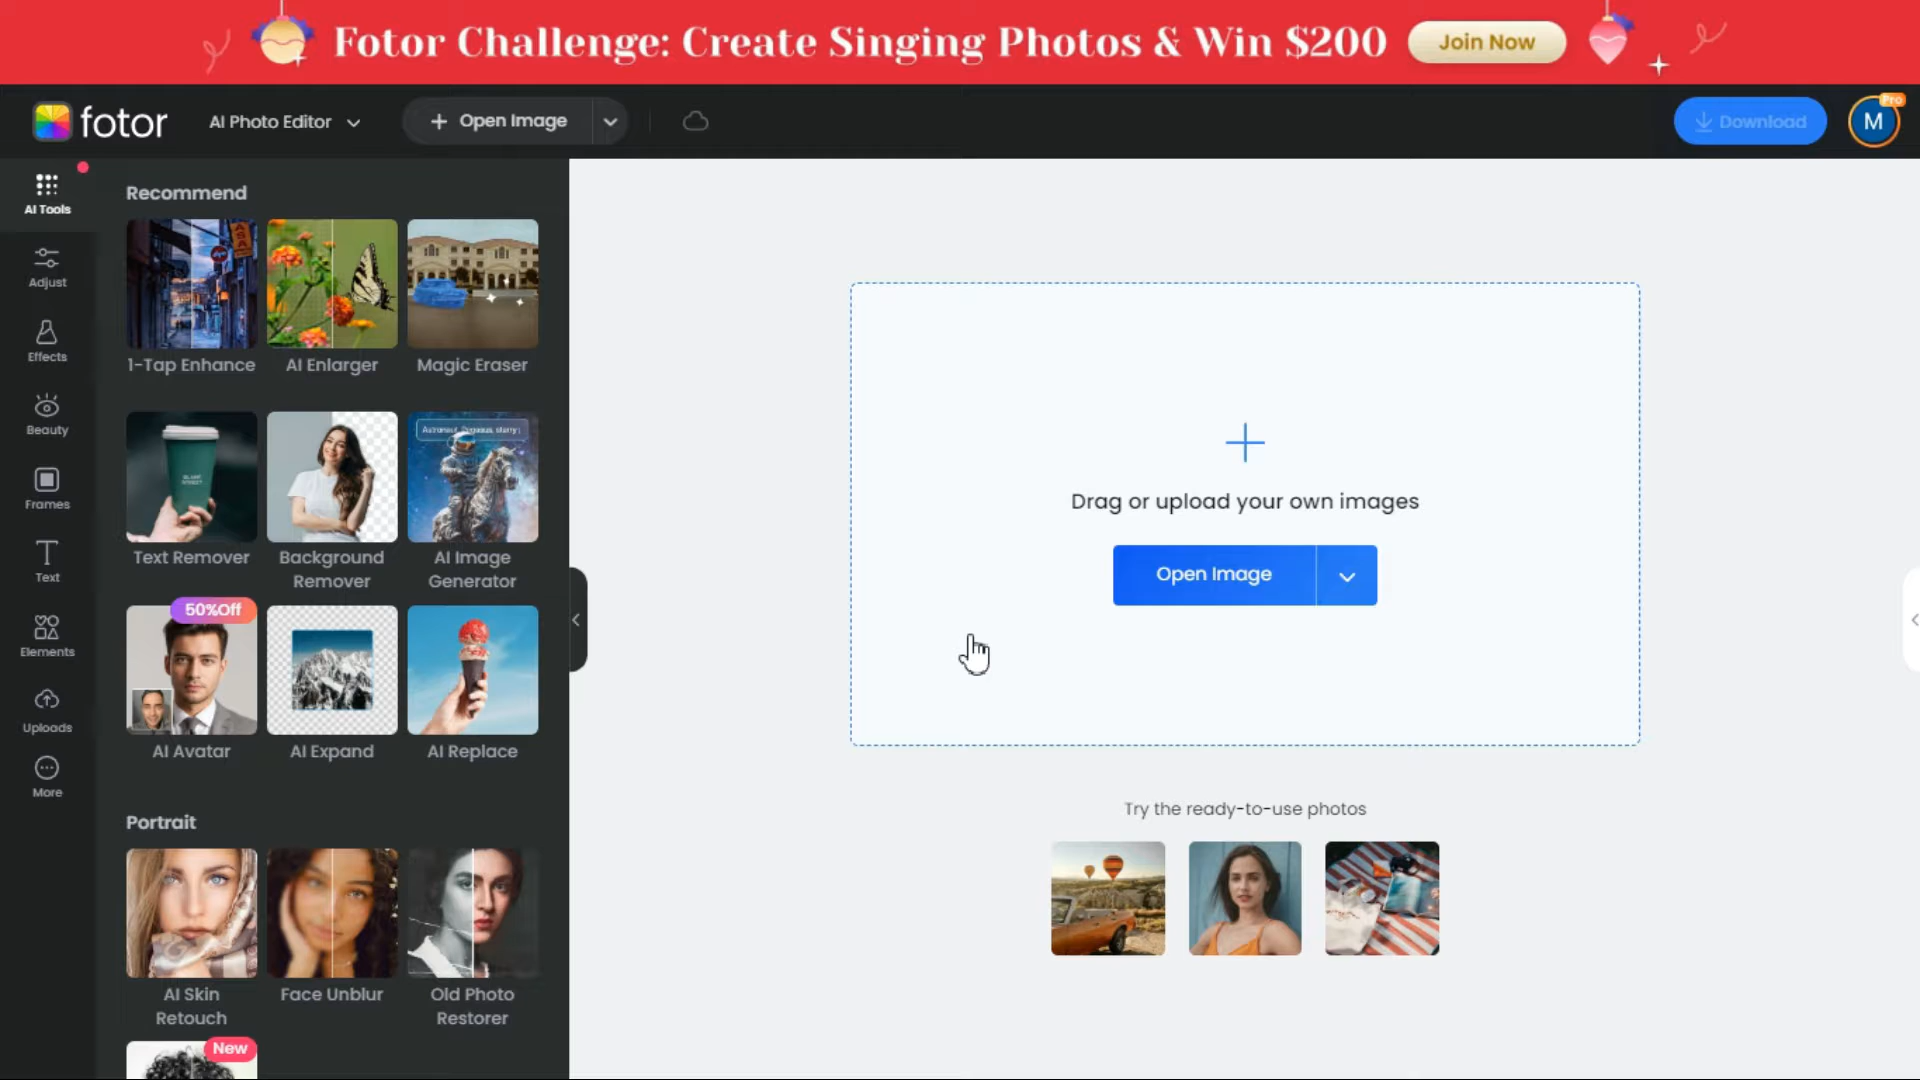 Fotor Challenge: Create Singing Photos & Win $200
Join Now
fotor
AI Photo Editor
Open Image
Download
M
Pro
AI Tools
Adjust
Effects
Beauty
Frames
Text
Elements
Uploads
More
Recommend
1-Tap Enhance
AI Enlarger
Magic Eraser
Text Remover
Background
Remover
AI Image
Generator
50%Off
AI Avatar
AI Expand
AI Replace
Portrait
AI Skin
Retouch
Face Unblur
Old Photo
Restorer
New
Drag or upload your own images
Open Image
Try the ready-to-use photos